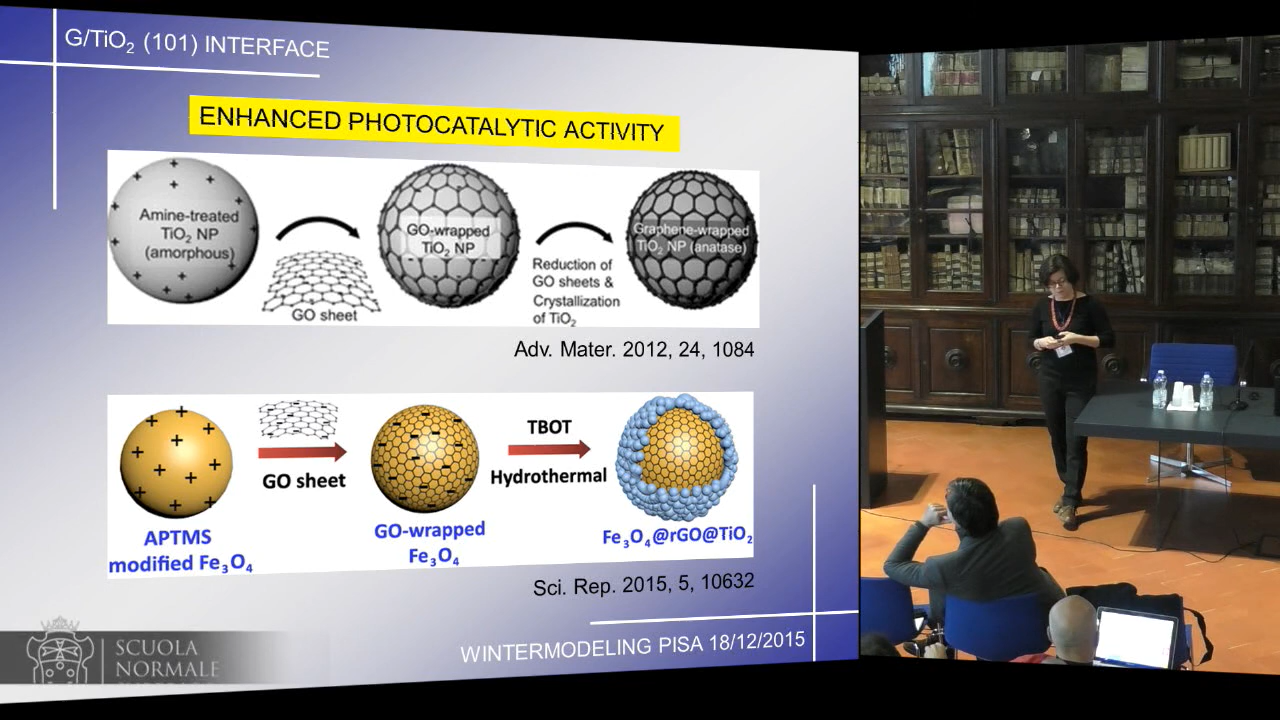 G/TiO₂ (101) INTERFACE
ENHANCED PHOTOCATALYTIC ACTIVITY
Amine-treated
TiO₂ NP
(amorphous)
GO sheet
GO-wrapped
TiO₂ NP
Reduction of
GO sheets &
Crystallization
of TiO₂
Graphene-wrapped
TiO₂ NP (anatase)
Adv. Mater. 2012, 24, 1084
GO sheet
TBOT
Hydrothermal
APTMS
modified Fe₃O₄
GO-wrapped
Fe₃O₄
Fe₃O₄@rGO@TiO₂
Sci. Rep. 2015, 5, 10632
WINTERMODELING PISA 18/12/2015
SCUOLA
NORMALE